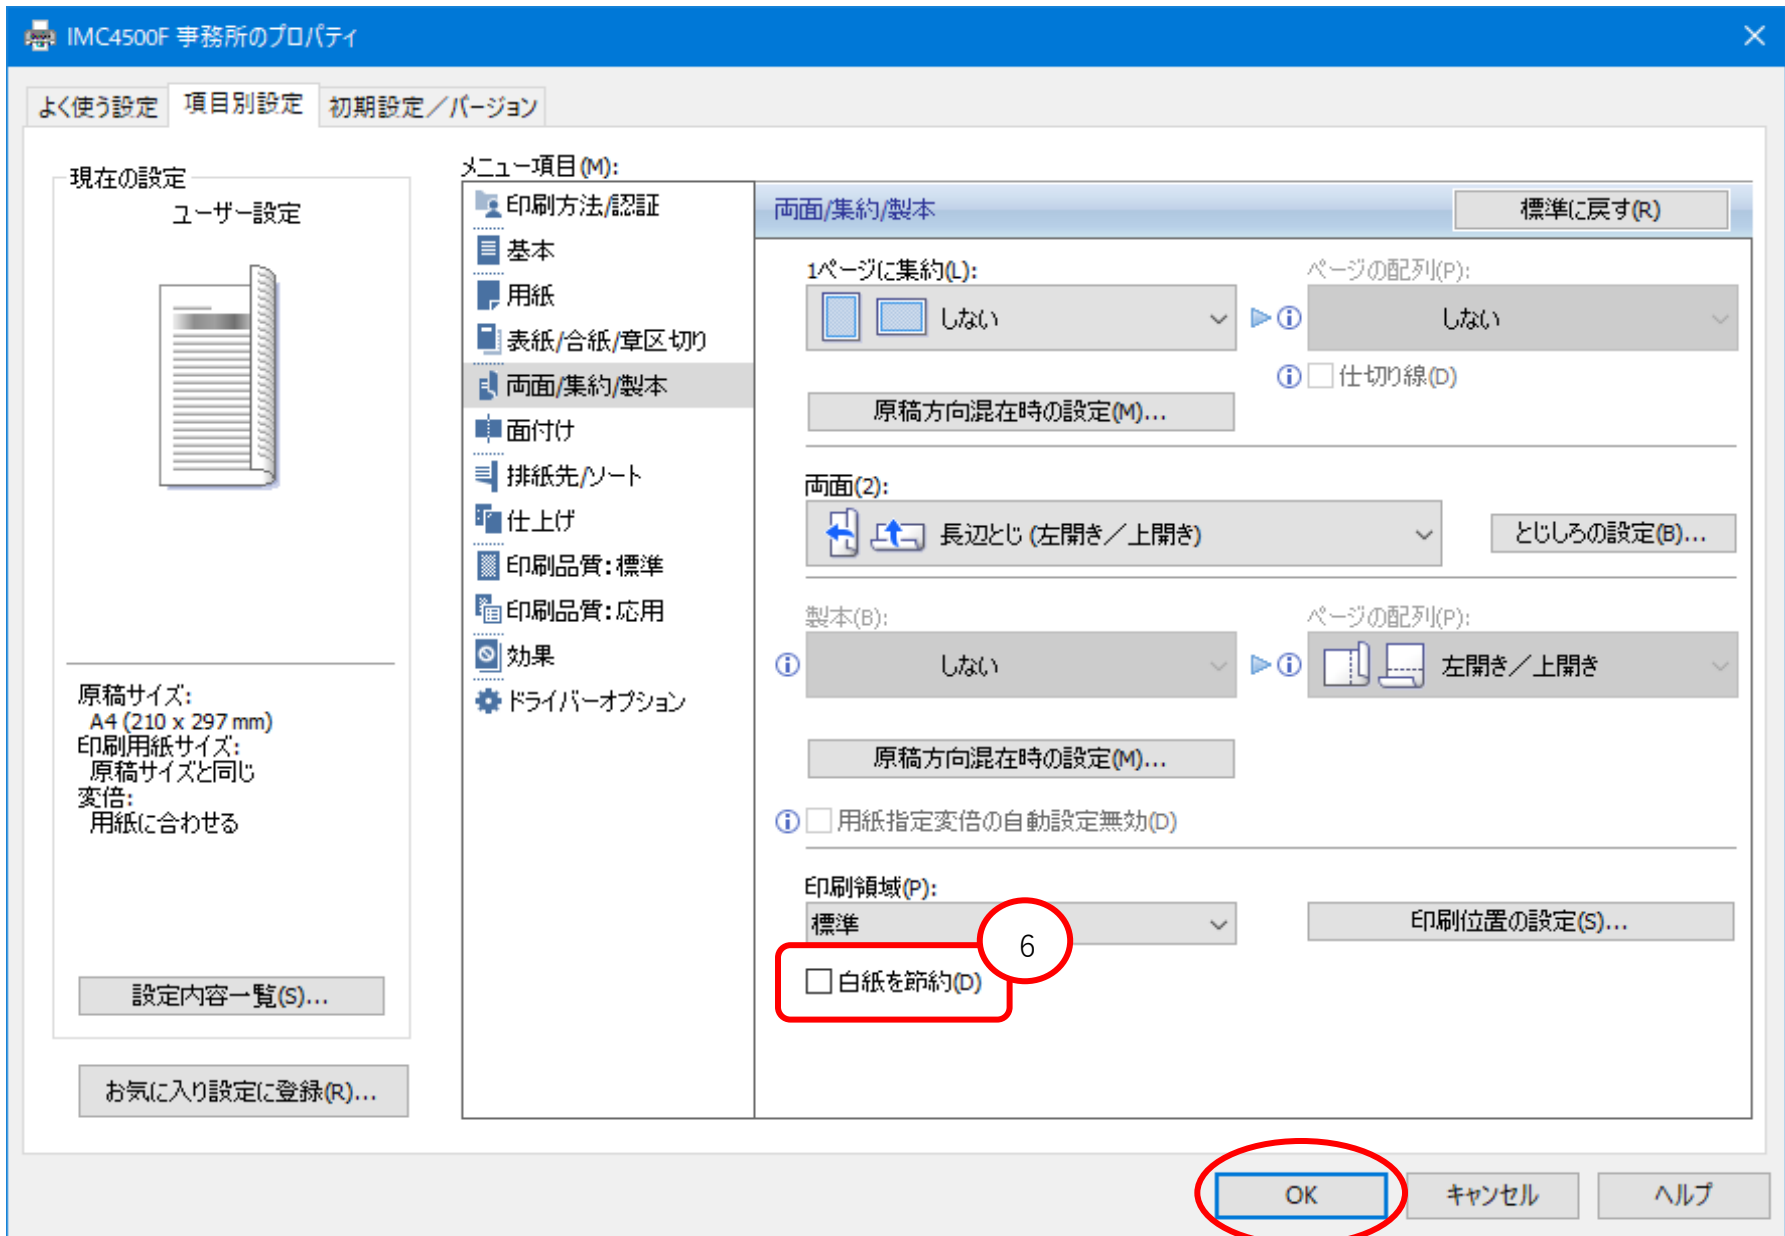 IMC4500F 事務所のプロパティ
よく使う設定 項目別設定 初期設定／バージョン
現在の設定
ユーザー設定
原稿サイズ:
A4 (210 x 297 mm)
印刷用紙サイズ:
原稿サイズと同じ
変倍:
用紙に合わせる
設定内容一覧(S)...
お気に入り設定に登録(R)...
メニュー項目(M):
印刷方法/認証
基本
用紙
表紙/合紙/章区切り
両面/集約/製本
面付け
排紙先/ソート
仕上げ
印刷品質:標準
印刷品質:応用
効果
ドライバーオプション
両面/集約/製本 標準に戻す(R)
1ページに集約(L): ページの配列(P):
しない しない
仕切り線(D)
原稿方向混在時の設定(M)...
両面(2):
長辺とじ (左開き／上開き) とじしろの設定(B)...
製本(B): ページの配列(P):
しない 左開き／上開き
原稿方向混在時の設定(M)...
用紙指定変倍の自動設定無効(D)
印刷領域(P):
標準 印刷位置の設定(S)...
6
白紙を節約(D)
OK キャンセル ヘルプ